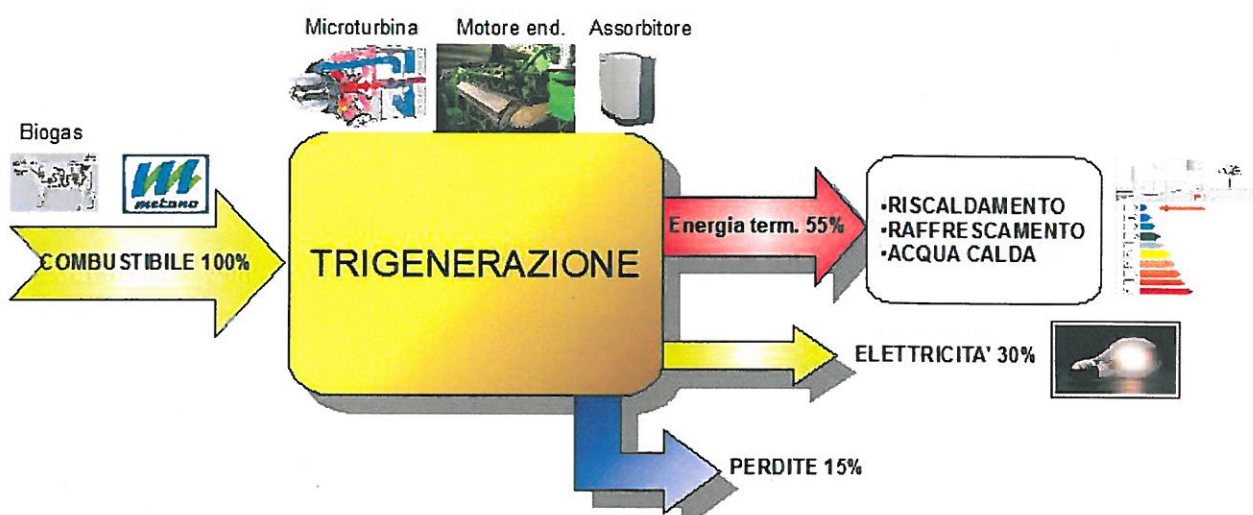 Microturbina
Motore end.
Assorbitore
Biogas
metano
COMBUSTIBILE 100%
TRIGENERAZIONE
Energia term. 55%
▪RISCALDAMENTO
▪RAFFRESCAMENTO
▪ACQUA CALDA
ELETTRICITA' 30%
PERDITE 15%